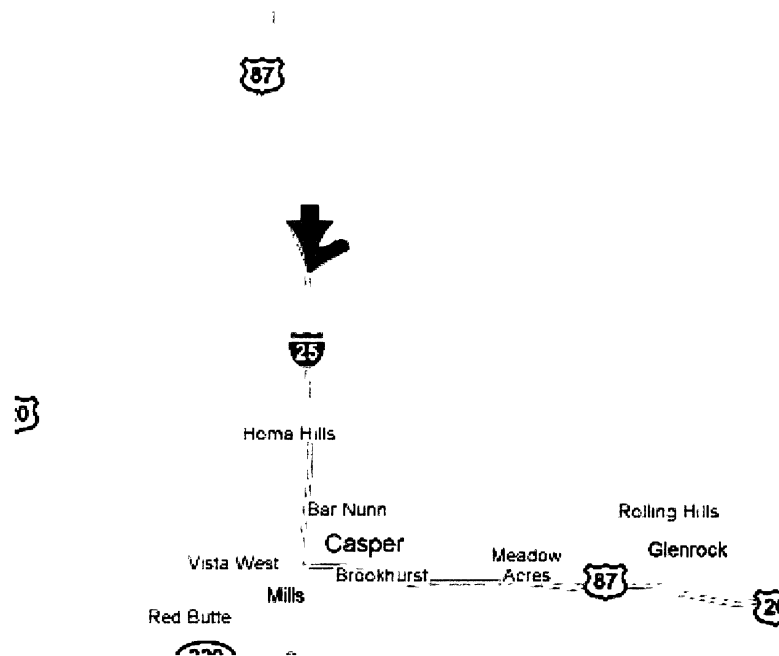 87
25
Homa Hills
Bar Nunn
Rolling Hills
Casper
Glenrock
Vista West
Meadow
Acres
Brookhurst
87
Mills
Red Butte